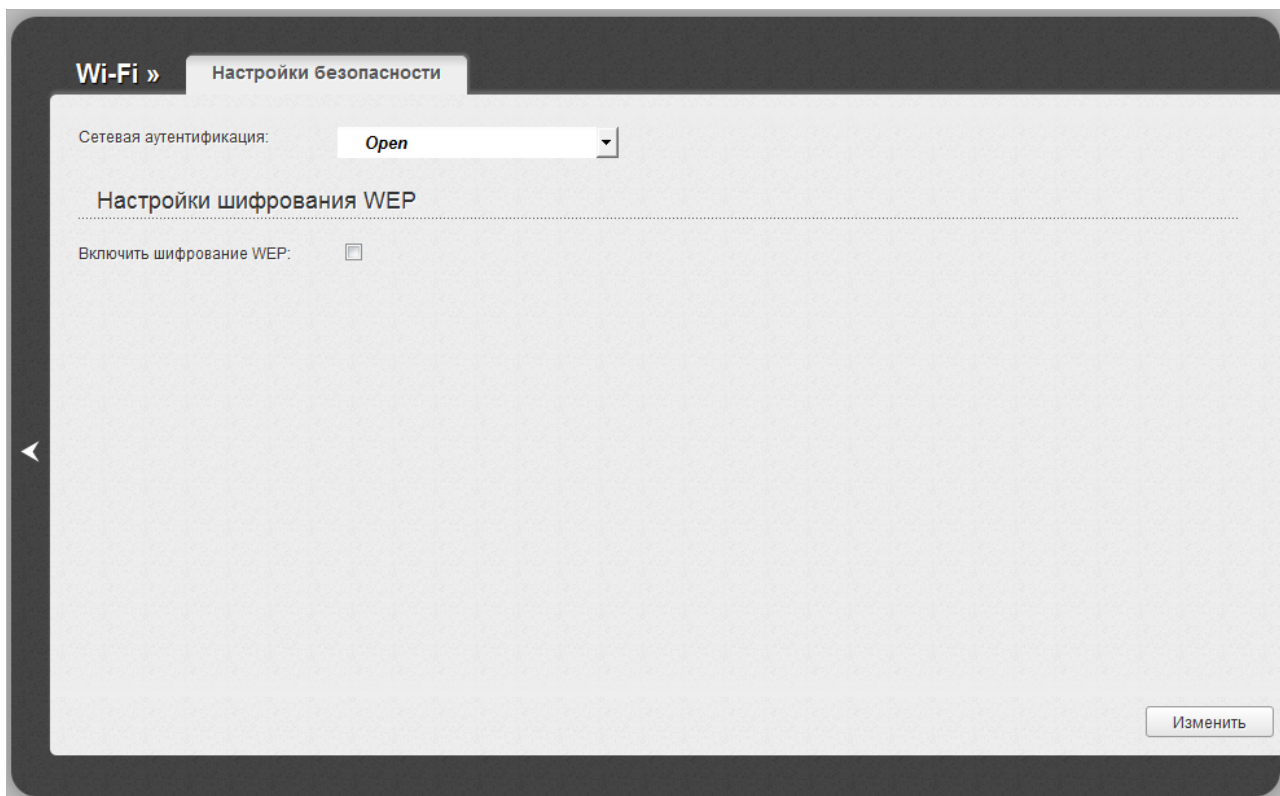 Wi-Fi » Настройки безопасности
Сетевая аутентификация: Open
Настройки шифрования WEP
Включить шифрование WEP:
Изменить